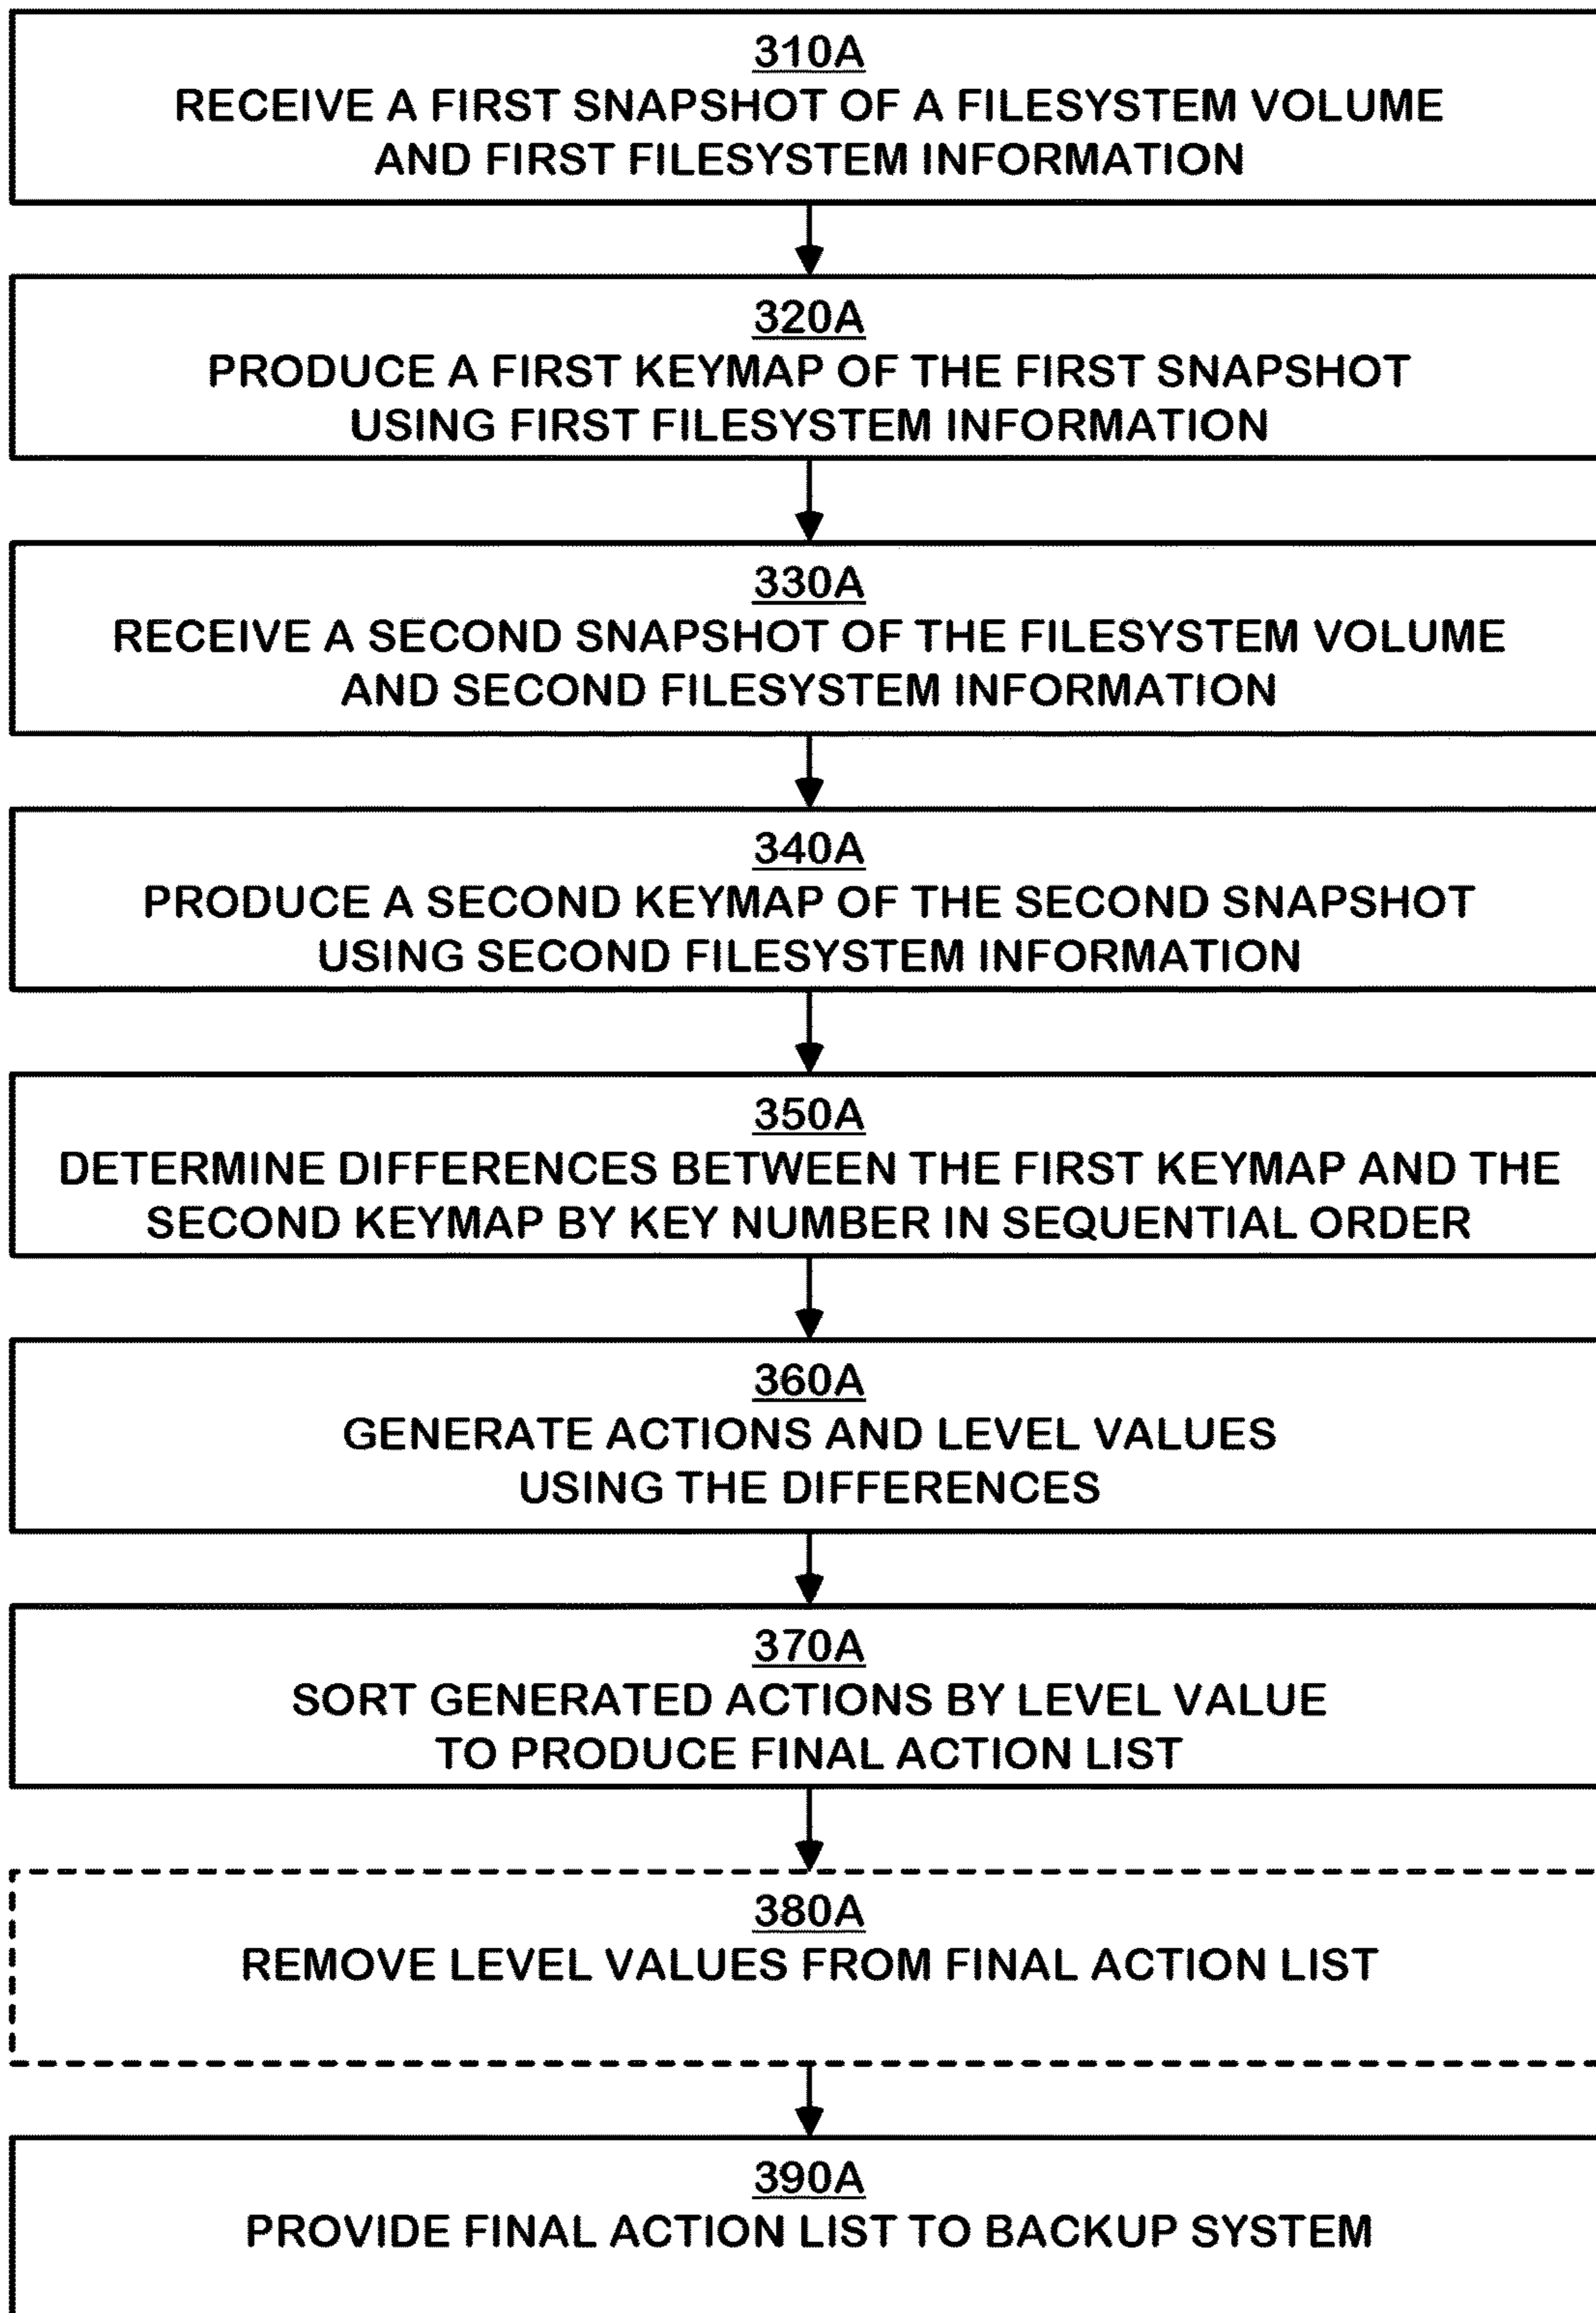 310A
RECEIVE A FIRST SNAPSHOT OF A FILESYSTEM VOLUME
AND FIRST FILESYSTEM INFORMATION
320A
PRODUCE A FIRST KEYMAP OF THE FIRST SNAPSHOT
USING FIRST FILESYSTEM INFORMATION
330A
RECEIVE A SECOND SNAPSHOT OF THE FILESYSTEM VOLUME
AND SECOND FILESYSTEM INFORMATION
340A
PRODUCE A SECOND KEYMAP OF THE SECOND SNAPSHOT
USING SECOND FILESYSTEM INFORMATION
350A
DETERMINE DIFFERENCES BETWEEN THE FIRST KEYMAP AND THE
SECOND KEYMAP BY KEY NUMBER IN SEQUENTIAL ORDER
360A
GENERATE ACTIONS AND LEVEL VALUES
USING THE DIFFERENCES
370A
SORT GENERATED ACTIONS BY LEVEL VALUE
TO PRODUCE FINAL ACTION LIST
380A
REMOVE LEVEL VALUES FROM FINAL ACTION LIST
390A
PROVIDE FINAL ACTION LIST TO BACKUP SYSTEM